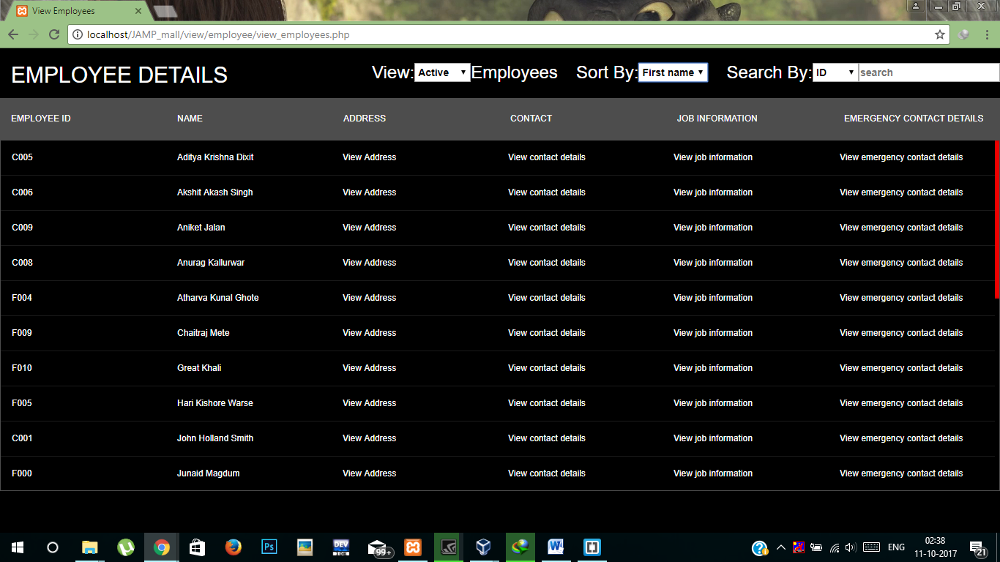 View Employees
localhost/JAMP_mall/view/employee/view_employees.php
EMPLOYEE DETAILS View: Active Employees Sort By: First name Search By: ID search
EMPLOYEE ID NAME ADDRESS CONTACT JOB INFORMATION EMERGENCY CONTACT DETAILS
C005 Aditya Krishna Dixit View Address View contact details View job information View emergency contact details
C006 Akshit Akash Singh View Address View contact details View job information View emergency contact details
C009 Aniket Jalan View Address View contact details View job information View emergency contact details
C008 Anurag Kallurwar View Address View contact details View job information View emergency contact details
F004 Atharva Kunal Ghote View Address View contact details View job information View emergency contact details
F009 Chaitraj Mete View Address View contact details View job information View emergency contact details
F010 Great Khali View Address View contact details View job information View emergency contact details
F005 Hari Kishore Warse View Address View contact details View job information View emergency contact details
C001 John Holland Smith View Address View contact details View job information View emergency contact details
F000 Junaid Magdum View Address View contact details View job information View emergency contact details
Ps DEV IDE 99+ W ENG 02:38
11-10-2017 21